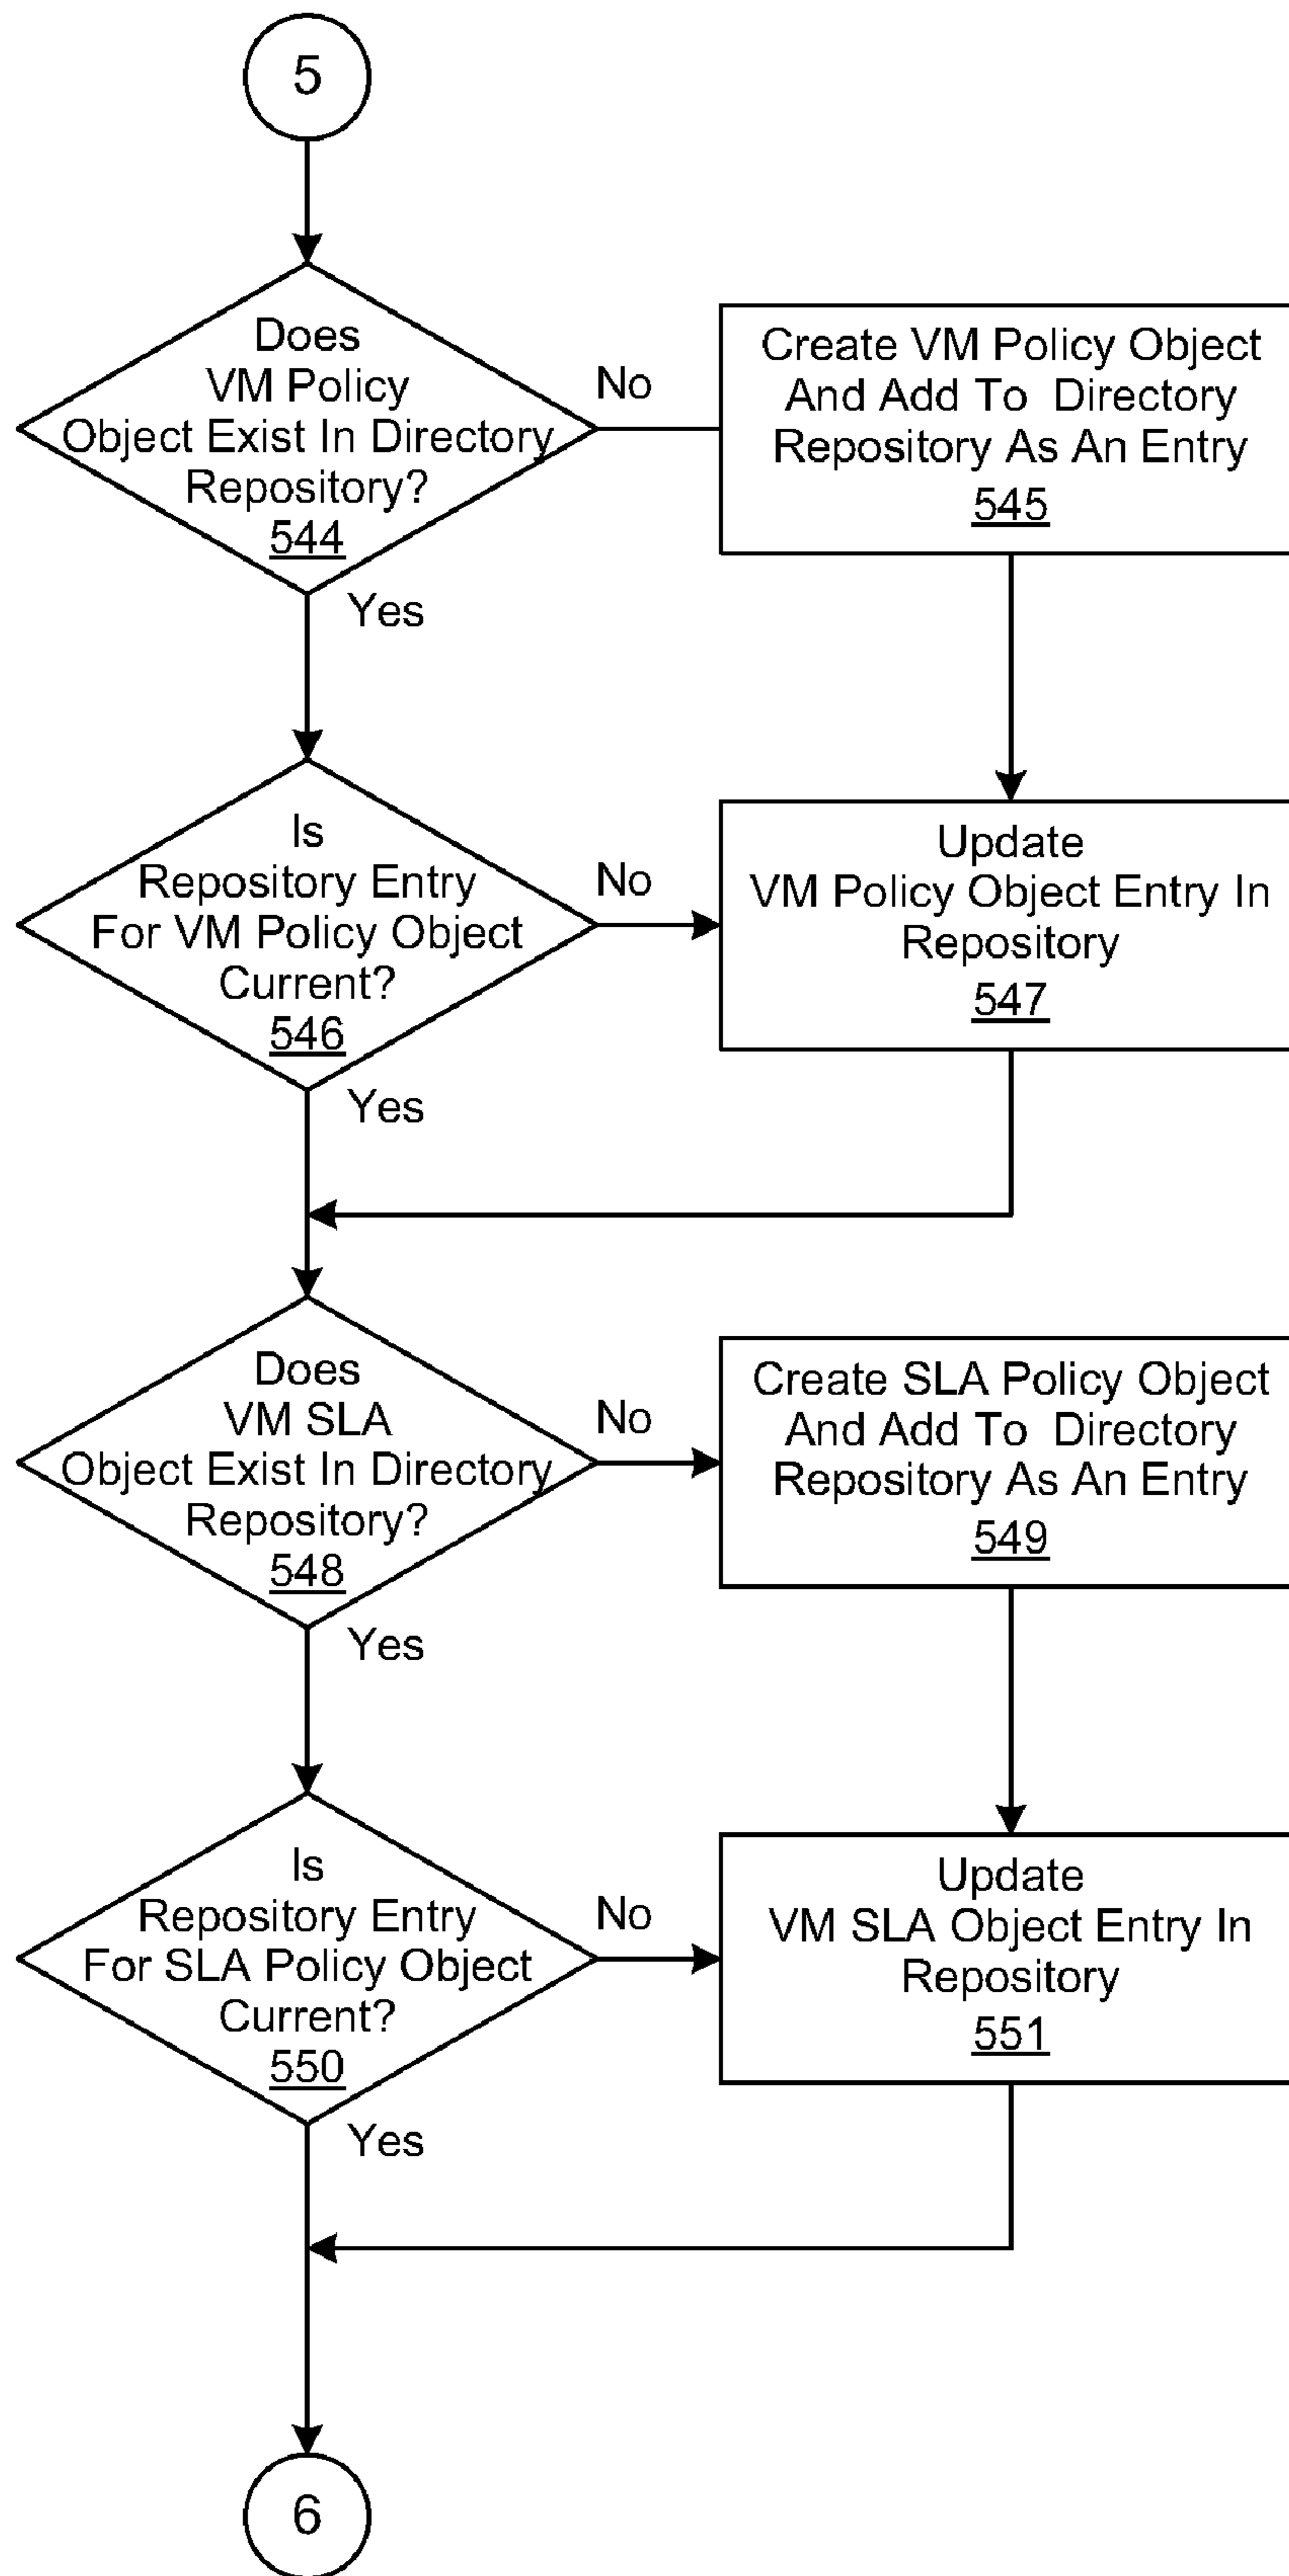 5
Does
VM Policy
Object Exist In Directory
Repository?
544
No
Create VM Policy Object
And Add To Directory
Repository As An Entry
545
Yes
Is
Repository Entry
For VM Policy Object
Current?
546
No
Update
VM Policy Object Entry In
Repository
547
Yes
Does
VM SLA
Object Exist In Directory
Repository?
548
No
Create SLA Policy Object
And Add To Directory
Repository As An Entry
549
Yes
Is
Repository Entry
For SLA Policy Object
Current?
550
No
Update
VM SLA Object Entry In
Repository
551
Yes
6